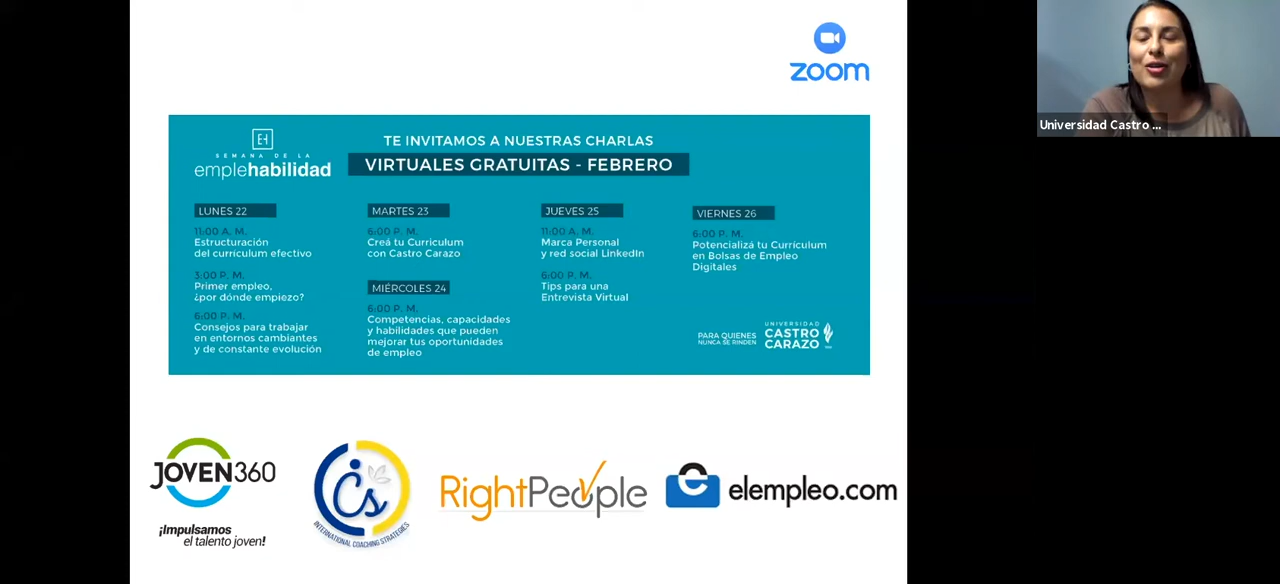 zoom
Universidad Castro ...
EH
SEMANA DE LA
emplehabilidad
TE INVITAMOS A NUESTRAS CHARLAS
VIRTUALES GRATUITAS - FEBRERO
LUNES 22
11:00 A. M.
Estructuración
del currículum efectivo
3:00 P. M.
Primer empleo,
¿por dónde empiezo?
6:00 P. M.
Consejos para trabajar
en entornos cambiantes
y de constante evolución
MARTES 23
6:00 P. M.
Creá tu Curriculum
con Castro Carazo
MIÉRCOLES 24
6:00 P. M.
Competencias, capacidades
y habilidades que pueden
mejorar tus oportunidades
de empleo
JUEVES 25
11:00 A. M.
Marca Personal
y red social LinkedIn
6:00 P. M.
Tips para una
Entrevista Virtual
VIERNES 26
6:00 P. M.
Potencializá tu Currículum
en Bolsas de Empleo
Digitales
PARA QUIENES
NUNCA SE RINDEN
UNIVERSIDAD
CASTRO
CARAZO
JOVEN360
¡Impulsamos
el talento joven!
ics
INTERNATIONAL COACHING STRATEGIES
RightPeople
e
elempleo.com